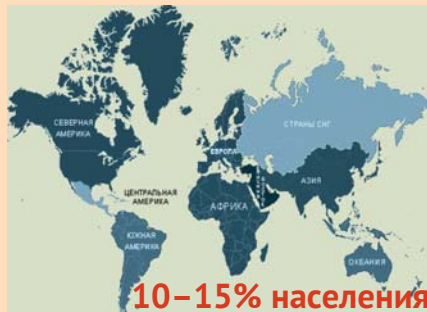 СЕВЕРНАЯ
АМЕРИКА
СТРАНЫ СНГ
ЕВРОПА
ЦЕНТРАЛЬНАЯ
АМЕРИКА
АФРИКА
АЗИЯ
ЮЖНАЯ
АМЕРИКА
ОКЕАНИЯ
10–15% населения